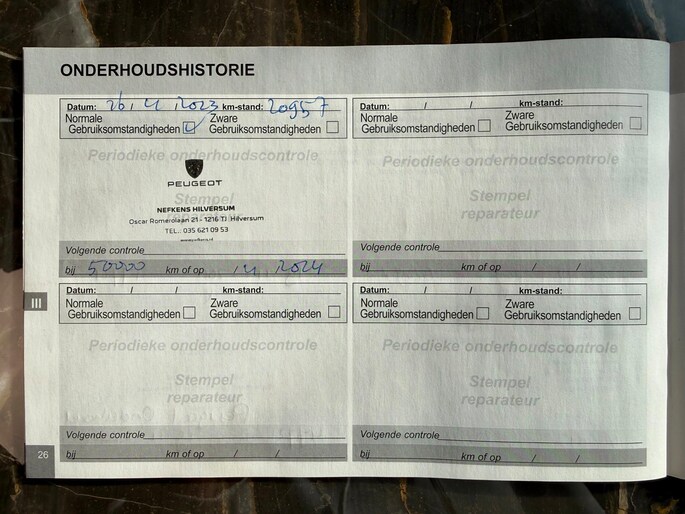 ONDERHOUDSHISTORIE
Datum: 26 / 4 / 2023 km-stand: 20957
Normale Gebruiksomstandigheden Zware Gebruiksomstandigheden
Periodieke onderhoudscontrole
PEUGEOT
Stempel
reparateur
NEFKENS HILVERSUM
Oscar Romerolaan 21 - 1216 TJ Hilversum
TEL.: 035 621 09 53
Volgende controle
bij 50000 km of op / 4 / 2024
Datum: / / km-stand:
Normale Gebruiksomstandigheden Zware Gebruiksomstandigheden
Periodieke onderhoudscontrole
Stempel
reparateur
Volgende controle
bij km of op / /
III
Datum: / / km-stand:
Normale Gebruiksomstandigheden Zware Gebruiksomstandigheden
Periodieke onderhoudscontrole
Stempel
reparateur
Volgende controle
bij km of op / /
Datum: / / km-stand:
Normale Gebruiksomstandigheden Zware Gebruiksomstandigheden
Periodieke onderhoudscontrole
Stempel
reparateur
Volgende controle
bij km of op / /
26